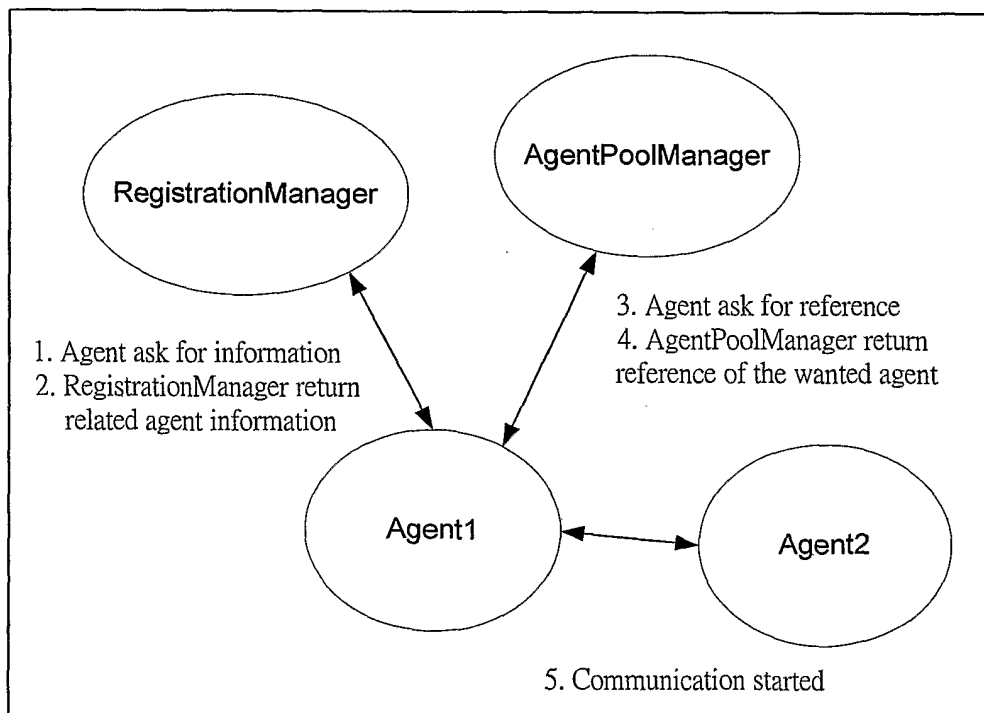 RegistrationManager
AgentPoolManager
1. Agent ask for information
2. RegistrationManager return
related agent information
3. Agent ask for reference
4. AgentPoolManager return
reference of the wanted agent
Agent1
Agent2
5. Communication started